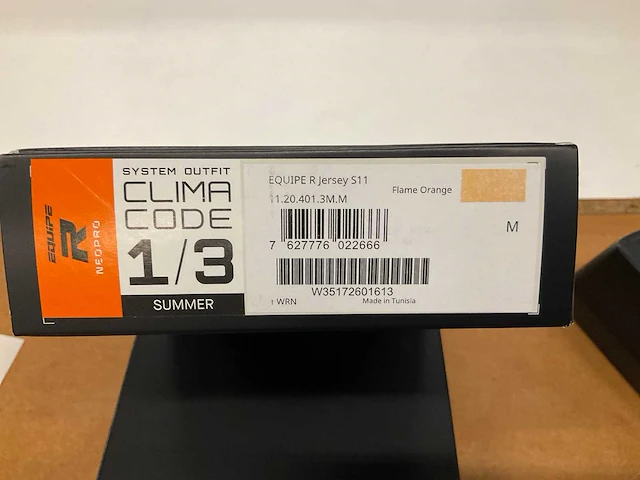 EQUIPE R
NEOPRO
SYSTEM OUTFIT
CLIMA
CODE
1/3
SUMMER
EQUIPE R Jersey S11
Flame Orange
11.20.401.3M.M
M
7 627776 022666
W35172601613
1 WRN
Made in Tunisia